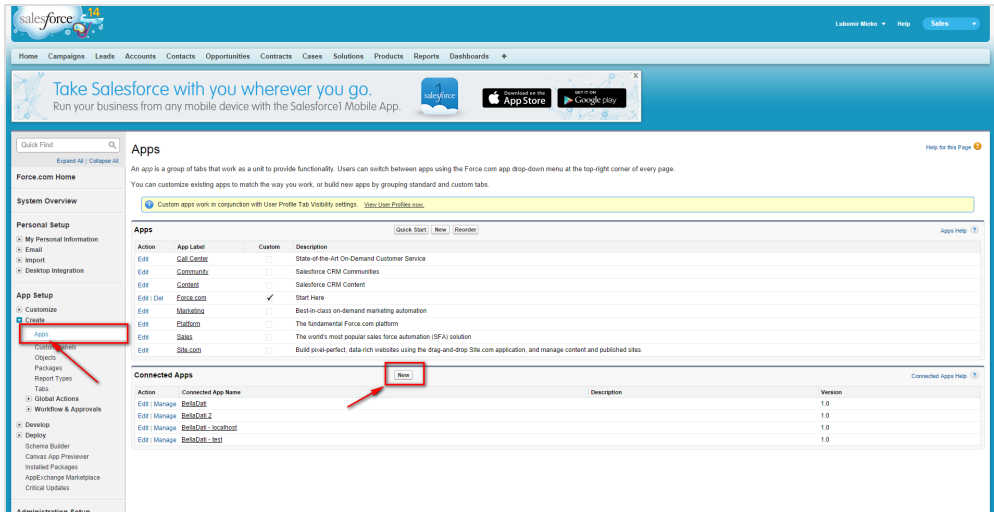 salesforce 14
Lubomir Micko Help Sales
Home Campaigns Leads Accounts Contacts Opportunities Contracts Cases Solutions Products Reports Dashboards +
Take Salesforce with you wherever you go.
Run your business from any mobile device with the Salesforce1 Mobile App.
1
salesforce
Download on the
App Store
GET IT ON
Google play
X
Quick Find
Expand All | Collapse All
Force.com Home
System Overview
Personal Setup
My Personal Information
Email
Import
Desktop Integration
App Setup
Customize
Create
Apps
Custom Labels
Objects
Packages
Report Types
Tabs
Global Actions
Workflow & Approvals
Develop
Deploy
Schema Builder
Canvas App Previewer
Installed Packages
AppExchange Marketplace
Critical Updates
Administration Setup
Apps
Help for this Page ?
An app is a group of tabs that work as a unit to provide functionality. Users can switch between apps using the Force.com app drop-down menu at the top-right corner of every page.
You can customize existing apps to match the way you work, or build new apps by grouping standard and custom tabs.
i Custom apps work in conjunction with User Profile Tab Visibility settings. View User Profiles now.
Apps Quick Start New Reorder Apps Help ?
Action App Label Custom Description
Edit Call Center State-of-the-Art On-Demand Customer Service
Edit Community Salesforce CRM Communities
Edit Content Salesforce CRM Content
Edit | Del Force.com ✓ Start Here
Edit Marketing Best-in-class on-demand marketing automation
Edit Platform The fundamental Force.com platform
Edit Sales The world's most popular sales force automation (SFA) solution
Edit Site.com Build pixel-perfect, data-rich websites using the drag-and-drop Site.com application, and manage content and published sites.
Connected Apps New Connected Apps Help ?
Action Connected App Name Description Version
Edit | Manage BellaDati 1.0
Edit | Manage BellaDati 2 1.0
Edit | Manage BellaDati - localhost 1.0
Edit | Manage BellaDati - test 1.0